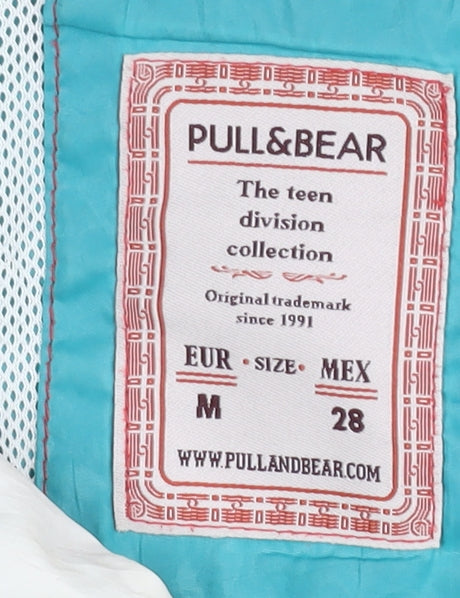 PULL&BEAR
The teen
division
collection
Original trademark
since 1991
EUR • SIZE • MEX
M 28
WWW.PULLANDBEAR.COM